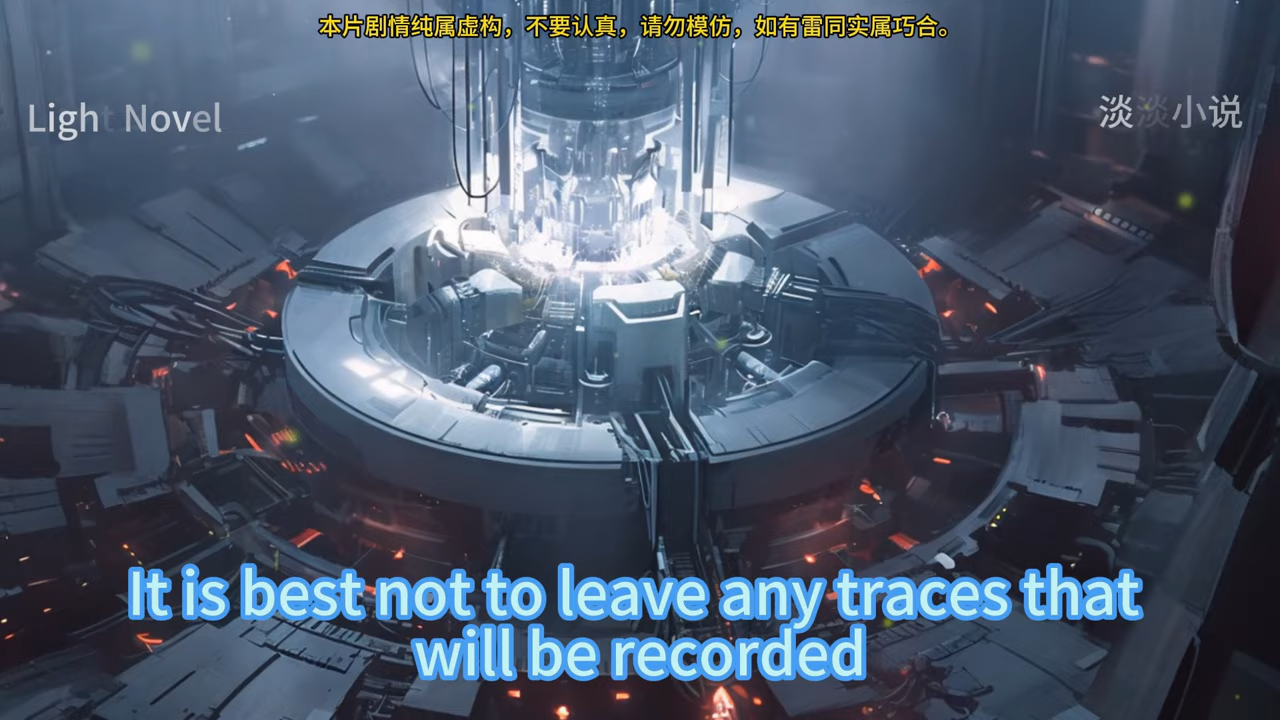 本片剧情纯属虚构，不要认真，请勿模仿，如有雷同实属巧合。
Light Novel
淡淡小说
It is best not to leave any traces that
will be recorded